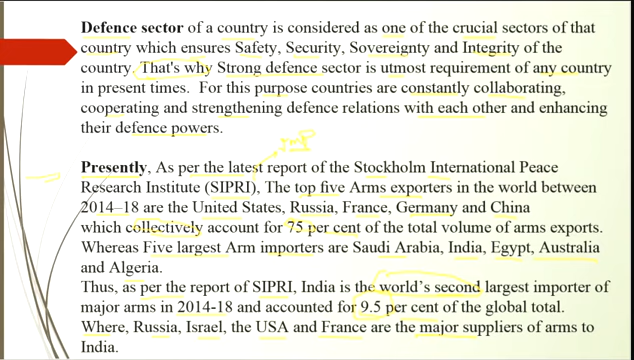 Defence sector of a country is considered as one of the crucial sectors of that
country which ensures Safety, Security, Sovereignty and Integrity of the
country. That's why Strong defence sector is utmost requirement of any country
in present times. For this purpose countries are constantly collaborating,
cooperating and strengthening defence relations with each other and enhancing
their defence powers.
Imp
Presently, As per the latest report of the Stockholm International Peace
Research Institute (SIPRI), The top five Arms exporters in the world between
2014–18 are the United States, Russia, France, Germany and China
which collectively account for 75 per cent of the total volume of arms exports.
Whereas Five largest Arm importers are Saudi Arabia, India, Egypt, Australia
and Algeria.
Thus, as per the report of SIPRI, India is the world's second largest importer of
major arms in 2014-18 and accounted for 9.5 per cent of the global total.
Where, Russia, Israel, the USA and France are the major suppliers of arms to
India.